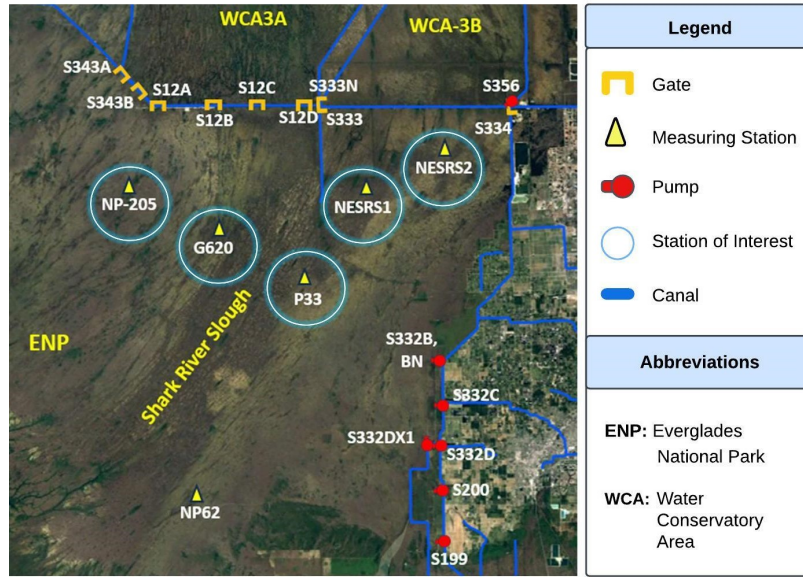 WCA3A
WCA-3B
S343A
S343B
S12A
S12B
S12C
S12D
S333N
S333
S356
S334
NP-205
G620
P33
NESRS1
NESRS2
ENP
Shark River Slough
S332B,
BN
S332C
S332DX1
S332D
S200
S199
NP62
Legend
Gate
Measuring Station
Pump
Station of Interest
Canal
Abbreviations
ENP: Everglades
National Park
WCA: Water
Conservatory
Area